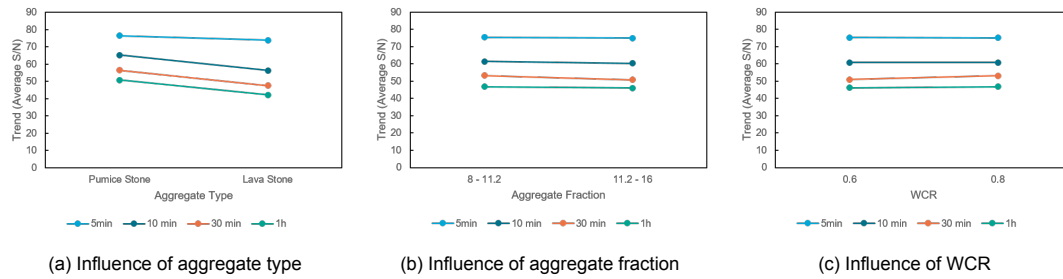 Trend (Average S/N)
90
80
70
60
50
40
30
20
10
0
Pumice Stone Lava Stone
Aggregate Type
5min 10 min 30 min 1h
(a) Influence of aggregate type
Trend (Average S/N)
90
80
70
60
50
40
30
20
10
0
8 - 11.2 11.2 - 16
Aggregate Fraction
5min 10 min 30 min 1h
(b) Influence of aggregate fraction
Trend (Average S/N)
90
80
70
60
50
40
30
20
10
0
0.6 0.8
WCR
5min 10 min 30 min 1h
(c) Influence of WCR